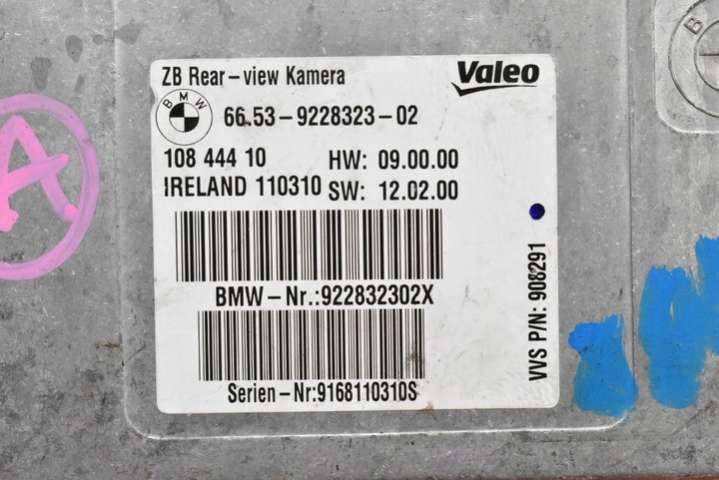 ZB Rear-view Kamera
Valeo
BMW
66.53-9228323-02
108 444 10 HW: 09.00.00
IRELAND 110310 SW: 12.02.00
BMW-Nr.:922832302X
Serien-Nr:9168110310S
VVS P/N: 908291
A
B